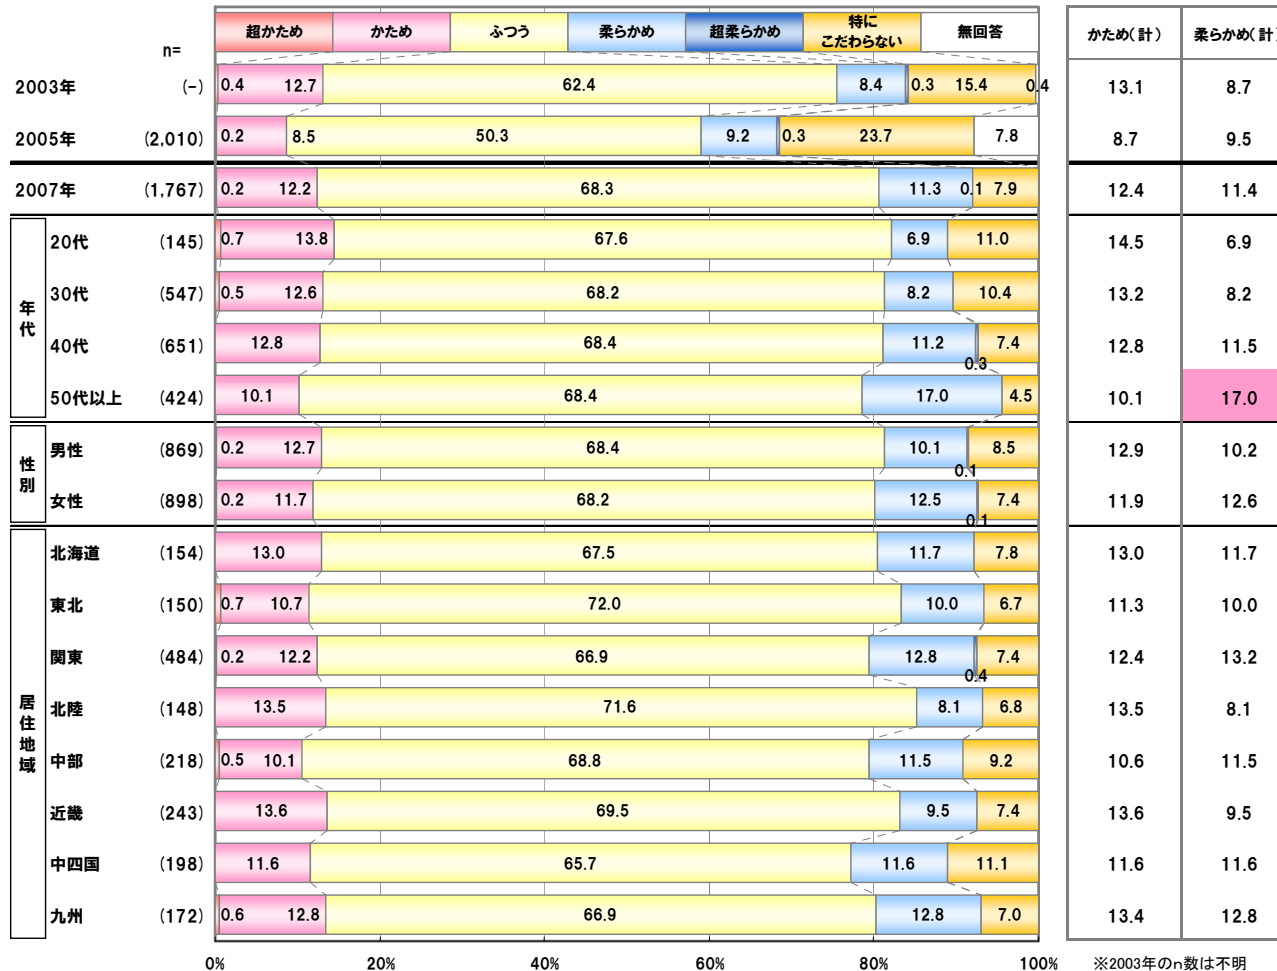 超かため かため ふつう 柔らかめ 超柔らかめ 特に こだわらない 無回答 かため(計) 柔らかめ(計)
n=
2003年 (-) 0.4 12.7 62.4 8.4 0.3 15.4 0.4 13.1 8.7
2005年 (2,010) 0.2 8.5 50.3 9.2 0.3 23.7 7.8 8.7 9.5
2007年 (1,767) 0.2 12.2 68.3 11.3 0.1 7.9 12.4 11.4
年代
20代 (145) 0.7 13.8 67.6 6.9 11.0 14.5 6.9
30代 (547) 0.5 12.6 68.2 8.2 10.4 13.2 8.2
40代 (651) 12.8 68.4 11.2 0.3 7.4 12.8 11.5
50代以上 (424) 10.1 68.4 17.0 4.5 10.1 17.0
性別
男性 (869) 0.2 12.7 68.4 10.1 0.1 8.5 12.9 10.2
女性 (898) 0.2 11.7 68.2 12.5 0.1 7.4 11.9 12.6
居住地域
北海道 (154) 13.0 67.5 11.7 7.8 13.0 11.7
東北 (150) 0.7 10.7 72.0 10.0 6.7 11.3 10.0
関東 (484) 0.2 12.2 66.9 12.8 0.4 7.4 12.4 13.2
北陸 (148) 13.5 71.6 8.1 6.8 13.5 8.1
中部 (218) 0.5 10.1 68.8 11.5 9.2 10.6 11.5
近畿 (243) 13.6 69.5 9.5 7.4 13.6 9.5
中四国 (198) 11.6 65.7 11.6 11.1 11.6 11.6
九州 (172) 0.6 12.8 66.9 12.8 7.0 13.4 12.8
0% 20% 40% 60% 80% 100%
※2003年のn数は不明